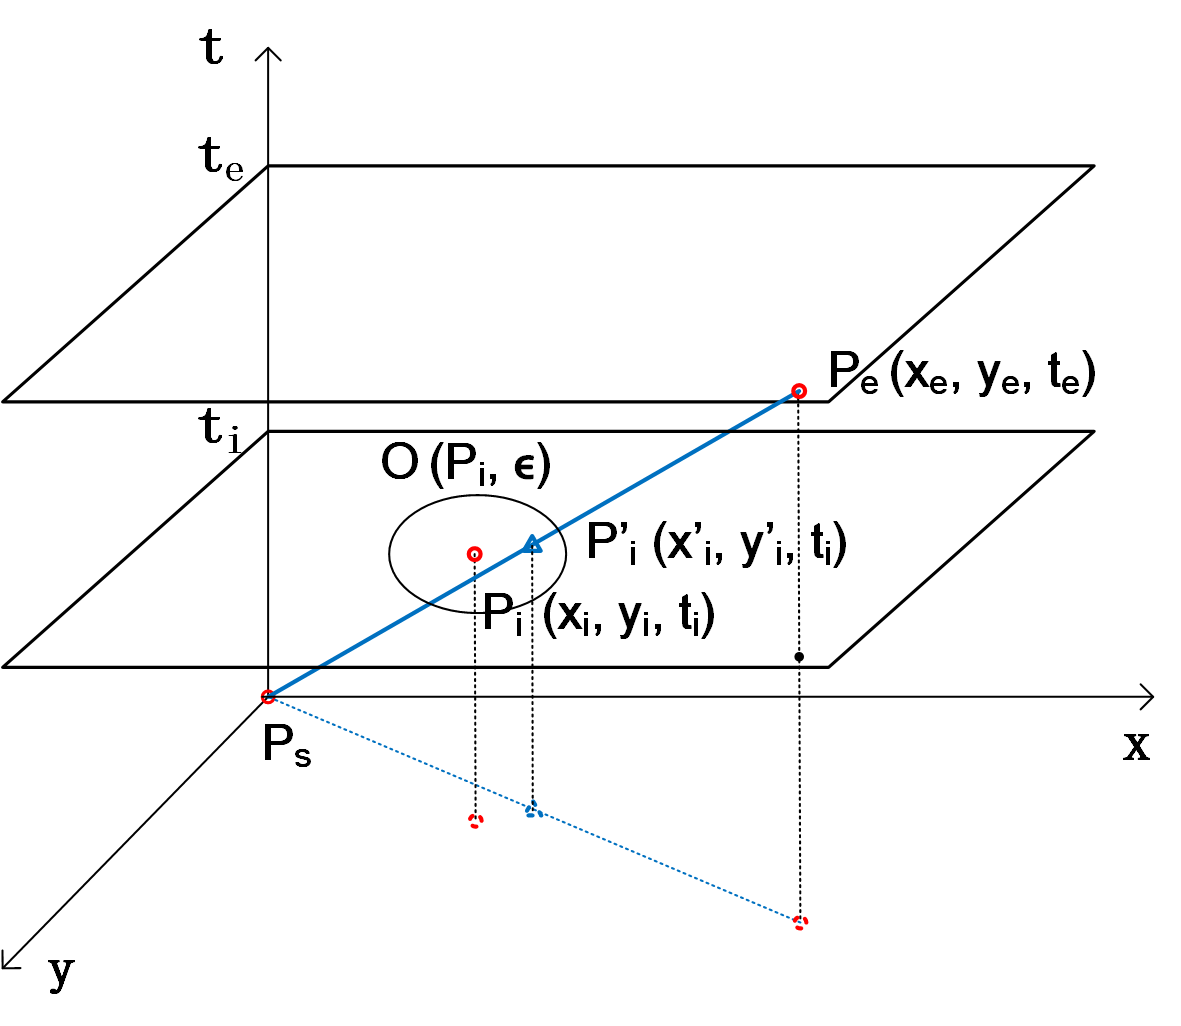 t
tₑ
Pₑ (xₑ, yₑ, tₑ)
tᵢ
O (Pᵢ, ϵ)
P’ᵢ (x’ᵢ, y’ᵢ, tᵢ)
Pᵢ (xᵢ, yᵢ, tᵢ)
Pₛ
x
y